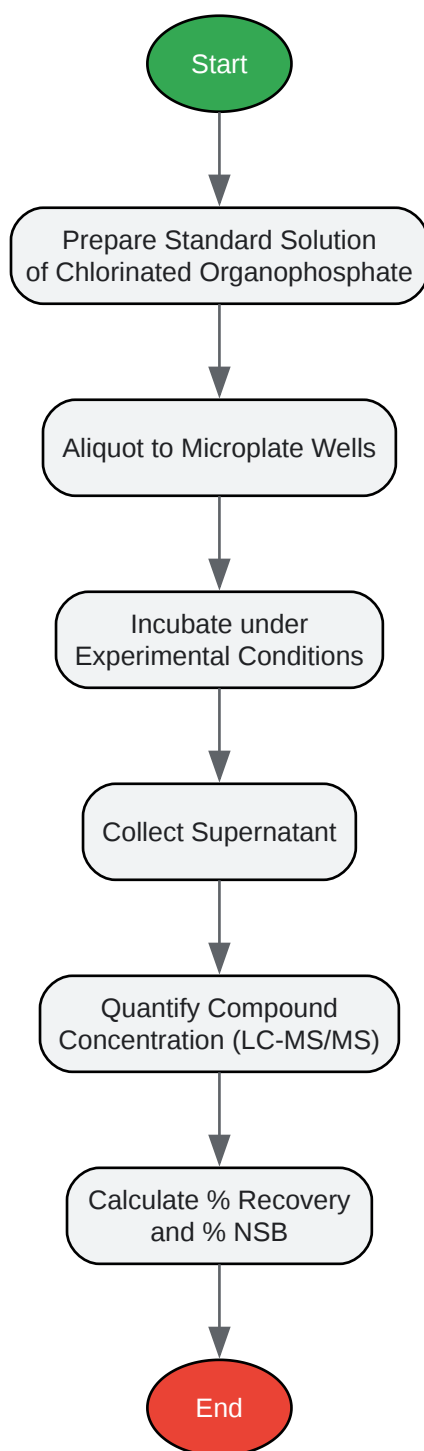 Start
Prepare Standard Solution
of Chlorinated Organophosphate
Aliquot to Microplate Wells
Incubate under
Experimental Conditions
Collect Supernatant
Quantify Compound
Concentration (LC-MS/MS)
Calculate % Recovery
and % NSB
End